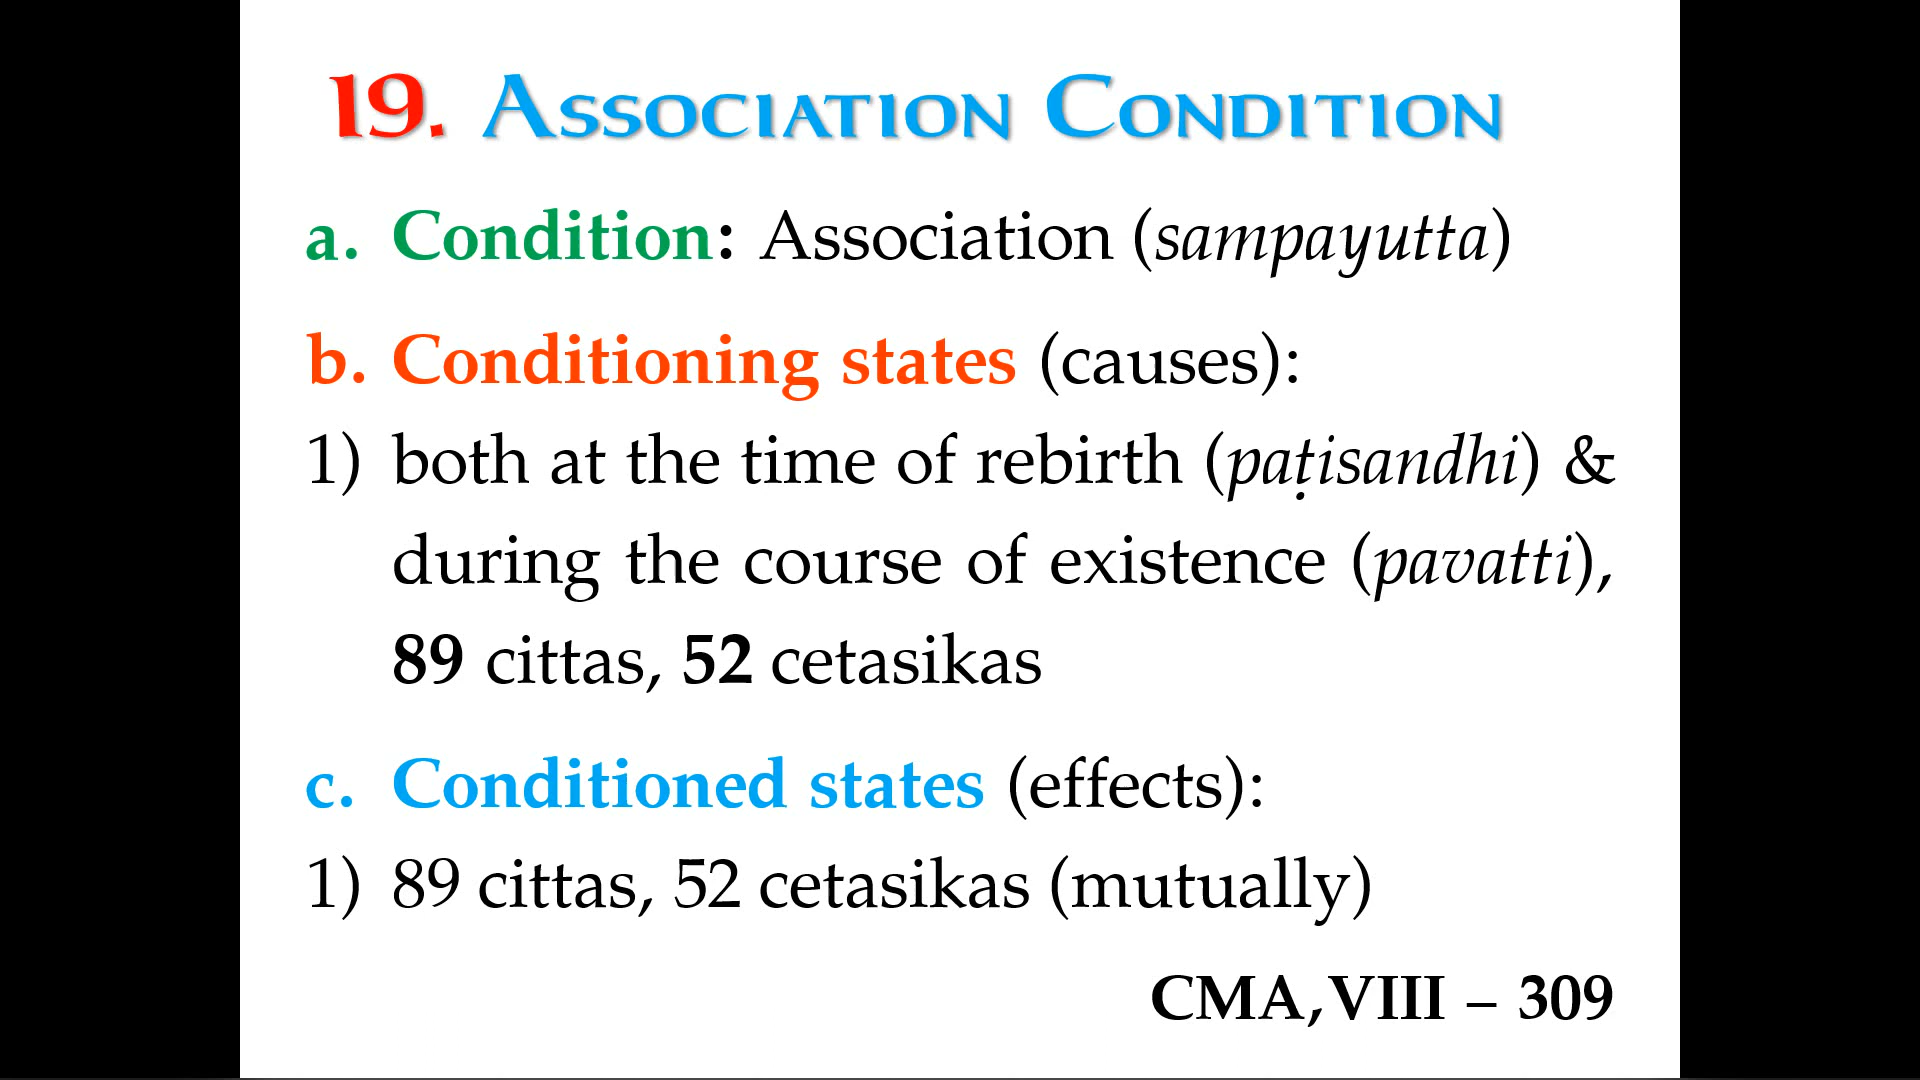 19. Association Condition
a. Condition: Association (sampayutta)
b. Conditioning states (causes):
1) both at the time of rebirth (paṭisandhi) &
during the course of existence (pavatti),
89 cittas, 52 cetasikas
c. Conditioned states (effects):
1) 89 cittas, 52 cetasikas (mutually)
CMA, VIII – 309